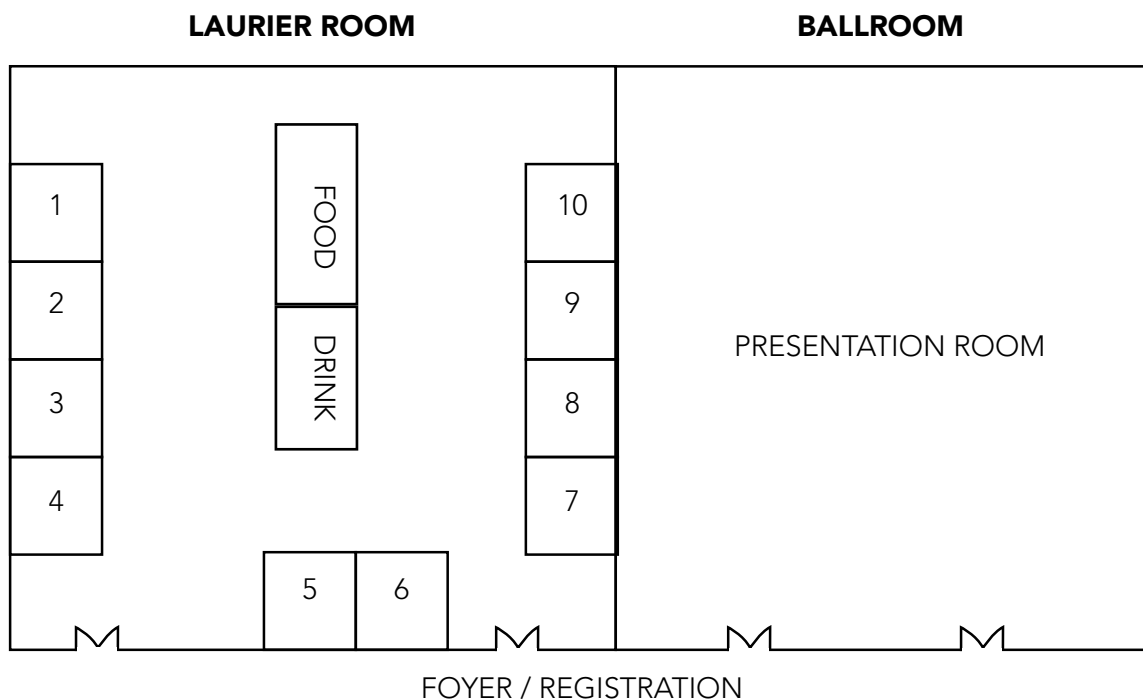 LAURIER ROOM
BALLROOM
1
10
FOOD
2
9
DRINK
PRESENTATION ROOM
3
8
4
7
5
6
FOYER / REGISTRATION